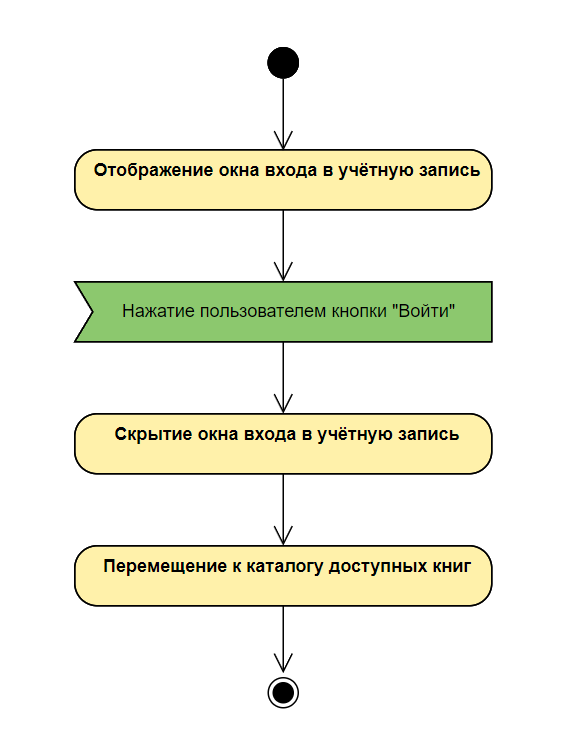 Отображение окна входа в учётную запись
Нажатие пользователем кнопки "Войти"
Скрытие окна входа в учётную запись
Перемещение к каталогу доступных книг